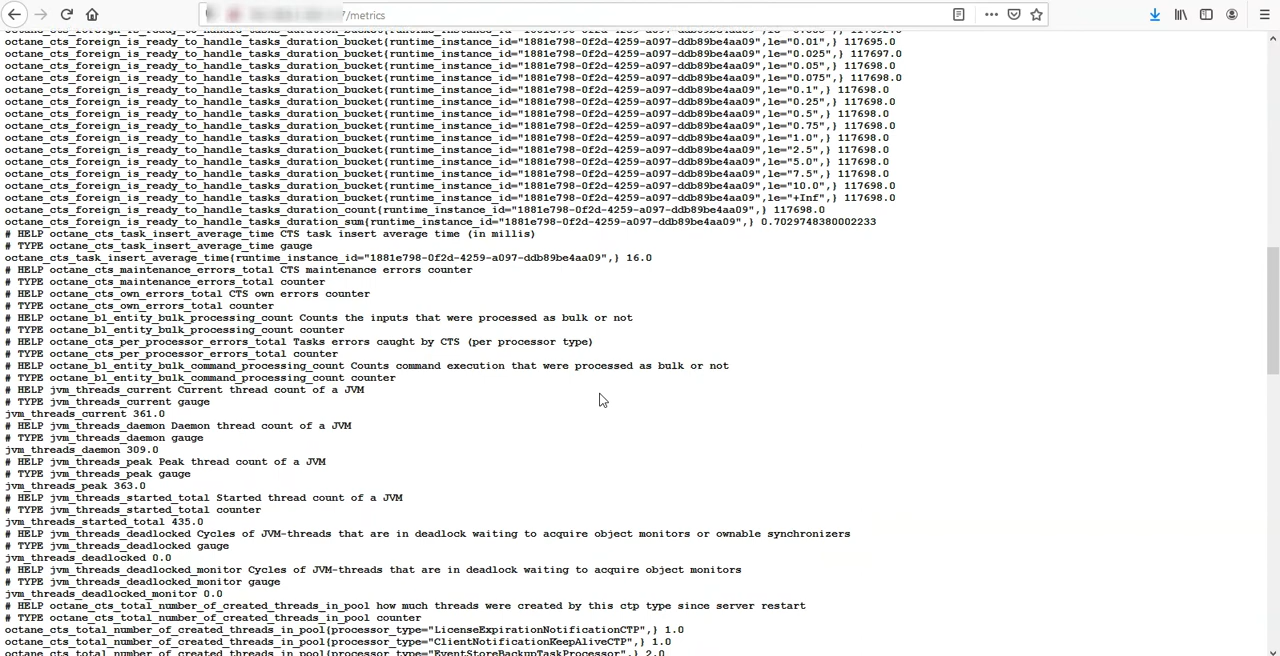 7/metrics
octane_cts_foreign_is_ready_to_handle_tasks_duration_bucket{runtime_instance_id="1881e798-0f2d-4259-a097-ddb89be4aa09",le="0.01",} 117695.0
octane_cts_foreign_is_ready_to_handle_tasks_duration_bucket{runtime_instance_id="1881e798-0f2d-4259-a097-ddb89be4aa09",le="0.025",} 117697.0
octane_cts_foreign_is_ready_to_handle_tasks_duration_bucket{runtime_instance_id="1881e798-0f2d-4259-a097-ddb89be4aa09",le="0.05",} 117698.0
octane_cts_foreign_is_ready_to_handle_tasks_duration_bucket{runtime_instance_id="1881e798-0f2d-4259-a097-ddb89be4aa09",le="0.075",} 117698.0
octane_cts_foreign_is_ready_to_handle_tasks_duration_bucket{runtime_instance_id="1881e798-0f2d-4259-a097-ddb89be4aa09",le="0.1",} 117698.0
octane_cts_foreign_is_ready_to_handle_tasks_duration_bucket{runtime_instance_id="1881e798-0f2d-4259-a097-ddb89be4aa09",le="0.25",} 117698.0
octane_cts_foreign_is_ready_to_handle_tasks_duration_bucket{runtime_instance_id="1881e798-0f2d-4259-a097-ddb89be4aa09",le="0.5",} 117698.0
octane_cts_foreign_is_ready_to_handle_tasks_duration_bucket{runtime_instance_id="1881e798-0f2d-4259-a097-ddb89be4aa09",le="0.75",} 117698.0
octane_cts_foreign_is_ready_to_handle_tasks_duration_bucket{runtime_instance_id="1881e798-0f2d-4259-a097-ddb89be4aa09",le="1.0",} 117698.0
octane_cts_foreign_is_ready_to_handle_tasks_duration_bucket{runtime_instance_id="1881e798-0f2d-4259-a097-ddb89be4aa09",le="2.5",} 117698.0
octane_cts_foreign_is_ready_to_handle_tasks_duration_bucket{runtime_instance_id="1881e798-0f2d-4259-a097-ddb89be4aa09",le="5.0",} 117698.0
octane_cts_foreign_is_ready_to_handle_tasks_duration_bucket{runtime_instance_id="1881e798-0f2d-4259-a097-ddb89be4aa09",le="7.5",} 117698.0
octane_cts_foreign_is_ready_to_handle_tasks_duration_bucket{runtime_instance_id="1881e798-0f2d-4259-a097-ddb89be4aa09",le="10.0",} 117698.0
octane_cts_foreign_is_ready_to_handle_tasks_duration_bucket{runtime_instance_id="1881e798-0f2d-4259-a097-ddb89be4aa09",le="+Inf",} 117698.0
octane_cts_foreign_is_ready_to_handle_tasks_duration_count{runtime_instance_id="1881e798-0f2d-4259-a097-ddb89be4aa09",} 117698.0
octane_cts_foreign_is_ready_to_handle_tasks_duration_sum{runtime_instance_id="1881e798-0f2d-4259-a097-ddb89be4aa09",} 0.7029748380002233
# HELP octane_cts_task_insert_average_time CTS task insert average time (in millis)
# TYPE octane_cts_task_insert_average_time gauge
octane_cts_task_insert_average_time{runtime_instance_id="1881e798-0f2d-4259-a097-ddb89be4aa09",} 16.0
# HELP octane_cts_maintenance_errors_total CTS maintenance errors counter
# TYPE octane_cts_maintenance_errors_total counter
# HELP octane_cts_own_errors_total CTS own errors counter
# TYPE octane_cts_own_errors_total counter
# HELP octane_bl_entity_bulk_processing_count Counts the inputs that were processed as bulk or not
# TYPE octane_bl_entity_bulk_processing_count counter
# HELP octane_cts_per_processor_errors_total Tasks errors caught by CTS (per processor type)
# TYPE octane_cts_per_processor_errors_total counter
# HELP octane_bl_entity_bulk_command_processing_count Counts command execution that were processed as bulk or not
# TYPE octane_bl_entity_bulk_command_processing_count counter
# HELP jvm_threads_current Current thread count of a JVM
# TYPE jvm_threads_current gauge
jvm_threads_current 361.0
# HELP jvm_threads_daemon Daemon thread count of a JVM
# TYPE jvm_threads_daemon gauge
jvm_threads_daemon 309.0
# HELP jvm_threads_peak Peak thread count of a JVM
# TYPE jvm_threads_peak gauge
jvm_threads_peak 363.0
# HELP jvm_threads_started_total Started thread count of a JVM
# TYPE jvm_threads_started_total counter
jvm_threads_started_total 435.0
# HELP jvm_threads_deadlocked Cycles of JVM-threads that are in deadlock waiting to acquire object monitors or ownable synchronizers
# TYPE jvm_threads_deadlocked gauge
jvm_threads_deadlocked 0.0
# HELP jvm_threads_deadlocked_monitor Cycles of JVM-threads that are in deadlock waiting to acquire object monitors
# TYPE jvm_threads_deadlocked_monitor gauge
jvm_threads_deadlocked_monitor 0.0
# HELP octane_cts_total_number_of_created_threads_in_pool how much threads were created by this ctp type since server restart
# TYPE octane_cts_total_number_of_created_threads_in_pool counter
octane_cts_total_number_of_created_threads_in_pool{processor_type="LicenseExpirationNotificationCTP",} 1.0
octane_cts_total_number_of_created_threads_in_pool{processor_type="ClientNotificationKeepAliveCTP",} 1.0
octane_cts_total_number_of_created_threads_in_pool{processor_type="EventStoreBackupTaskProcessor",} 2.0